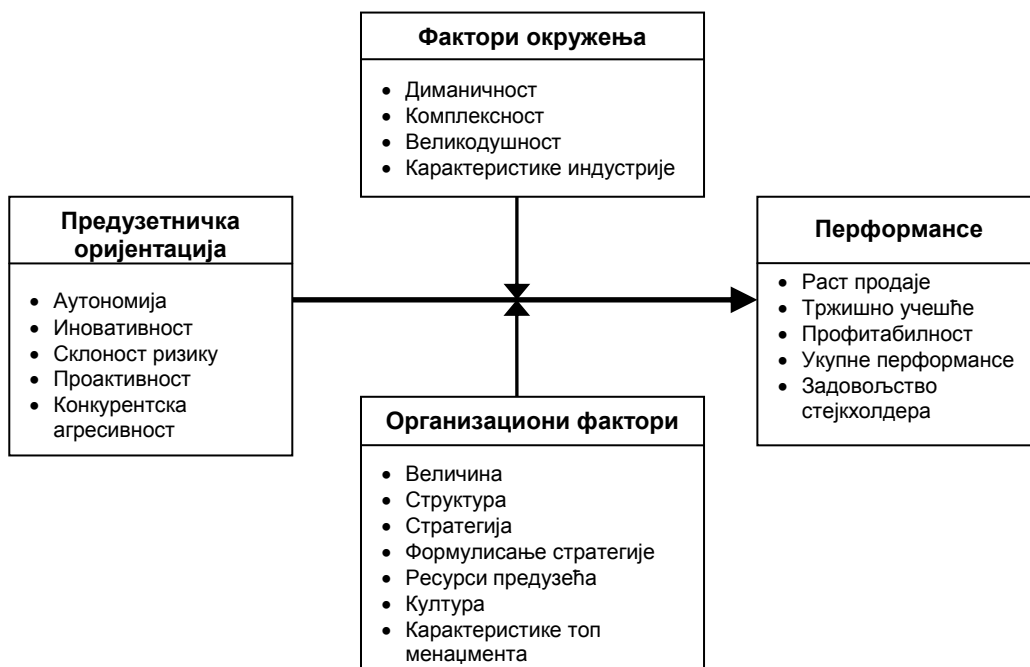 Фактори окружења
• Диманичност
• Комплексност
• Великодушност
• Карактеристике индустрије
Предузетничка
оријентација
• Аутономија
• Иновативност
• Склоност ризику
• Проактивност
• Конкурентска
агресивност
Перформансе
• Раст продаје
• Тржишно учешће
• Профитабилност
• Укупне перформансе
• Задовољство
стејкхолдера
Организациони фактори
• Величина
• Структура
• Стратегија
• Формулисање стратегије
• Ресурси предузећа
• Култура
• Карактеристике топ
менаџмента